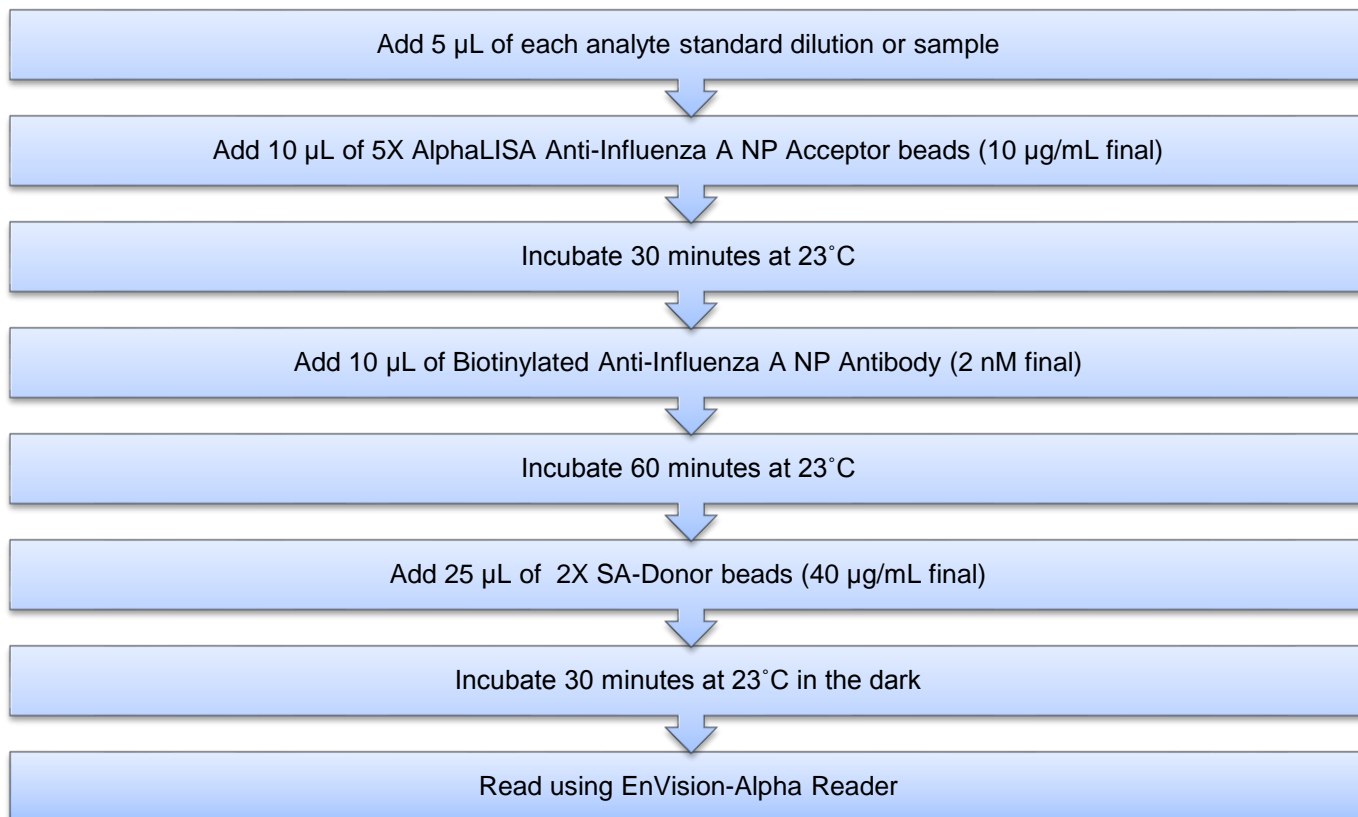 Add 5 µL of each analyte standard dilution or sample
Add 10 µL of 5X AlphaLISA Anti-Influenza A NP Acceptor beads (10 µg/mL final)
Incubate 30 minutes at 23˚C
Add 10 µL of Biotinylated Anti-Influenza A NP Antibody (2 nM final)
Incubate 60 minutes at 23˚C
Add 25 µL of  2X SA-Donor beads (40 µg/mL final)
Incubate 30 minutes at 23˚C in the dark
Read using EnVision-Alpha Reader